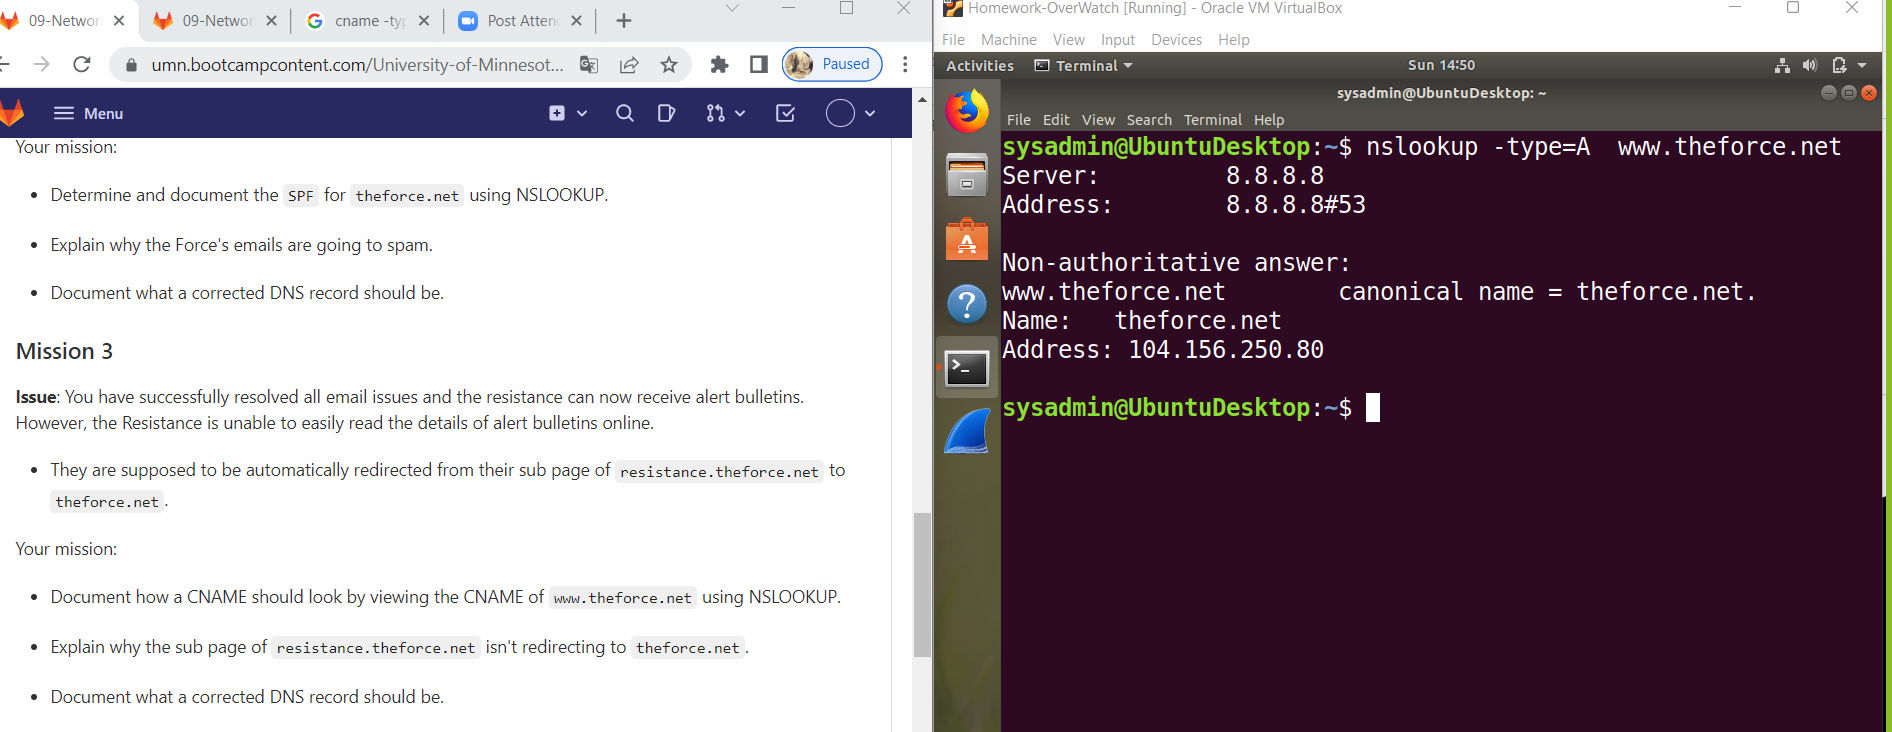 09-Networ
09-Networ
cname -typ
Post Atten
umn.bootcampcontent.com/University-of-Minnesot...
Paused
Menu
Your mission:
• Determine and document the SPF for theforce.net using NSLOOKUP.
• Explain why the Force's emails are going to spam.
• Document what a corrected DNS record should be.
Mission 3
Issue: You have successfully resolved all email issues and the resistance can now receive alert bulletins.
However, the Resistance is unable to easily read the details of alert bulletins online.
• They are supposed to be automatically redirected from their sub page of resistance.theforce.net to
theforce.net.
Your mission:
• Document how a CNAME should look by viewing the CNAME of www.theforce.net using NSLOOKUP.
• Explain why the sub page of resistance.theforce.net isn't redirecting to theforce.net.
• Document what a corrected DNS record should be.
Homework-OverWatch [Running] - Oracle VM VirtualBox
File Machine View Input Devices Help
Activities Terminal Sun 14:50
sysadmin@UbuntuDesktop: ~
File Edit View Search Terminal Help
sysadmin@UbuntuDesktop:~$ nslookup -type=A  www.theforce.net
Server: 8.8.8.8
Address: 8.8.8.8#53
Non-authoritative answer:
www.theforce.net canonical name = theforce.net.
Name: theforce.net
Address: 104.156.250.80
sysadmin@UbuntuDesktop:~$